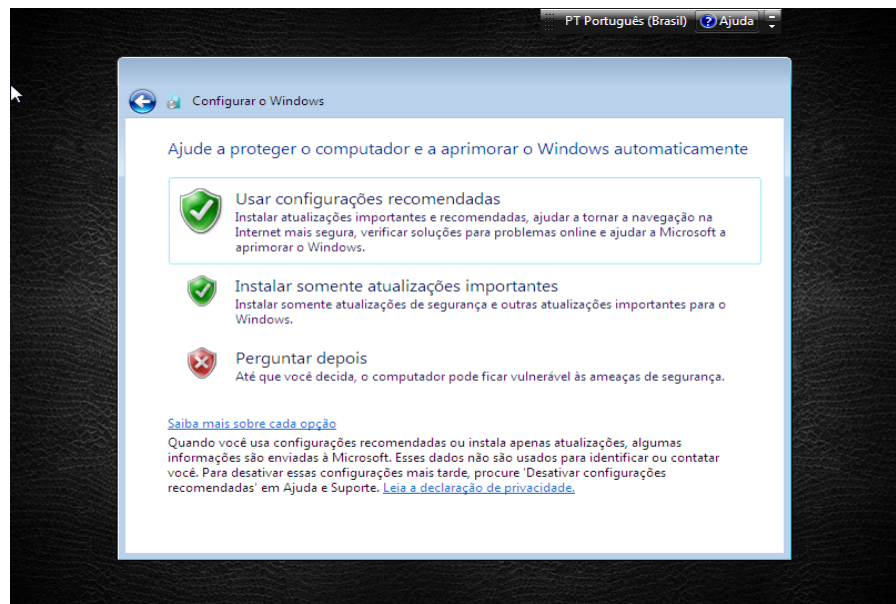 PT Português (Brasil) Ajuda
Configurar o Windows
Ajude a proteger o computador e a aprimorar o Windows automaticamente
Usar configurações recomendadas
Instalar atualizações importantes e recomendadas, ajudar a tornar a navegação na
Internet mais segura, verificar soluções para problemas online e ajudar a Microsoft a
aprimorar o Windows.
Instalar somente atualizações importantes
Instalar somente atualizações de segurança e outras atualizações importantes para o
Windows.
Perguntar depois
Até que você decida, o computador pode ficar vulnerável às ameaças de segurança.
Saiba mais sobre cada opção
Quando você usa configurações recomendadas ou instala apenas atualizações, algumas
informações são enviadas à Microsoft. Esses dados não são usados para identificar ou contatar
você. Para desativar essas configurações mais tarde, procure 'Desativar configurações
recomendadas' em Ajuda e Suporte. Leia a declaração de privacidade.